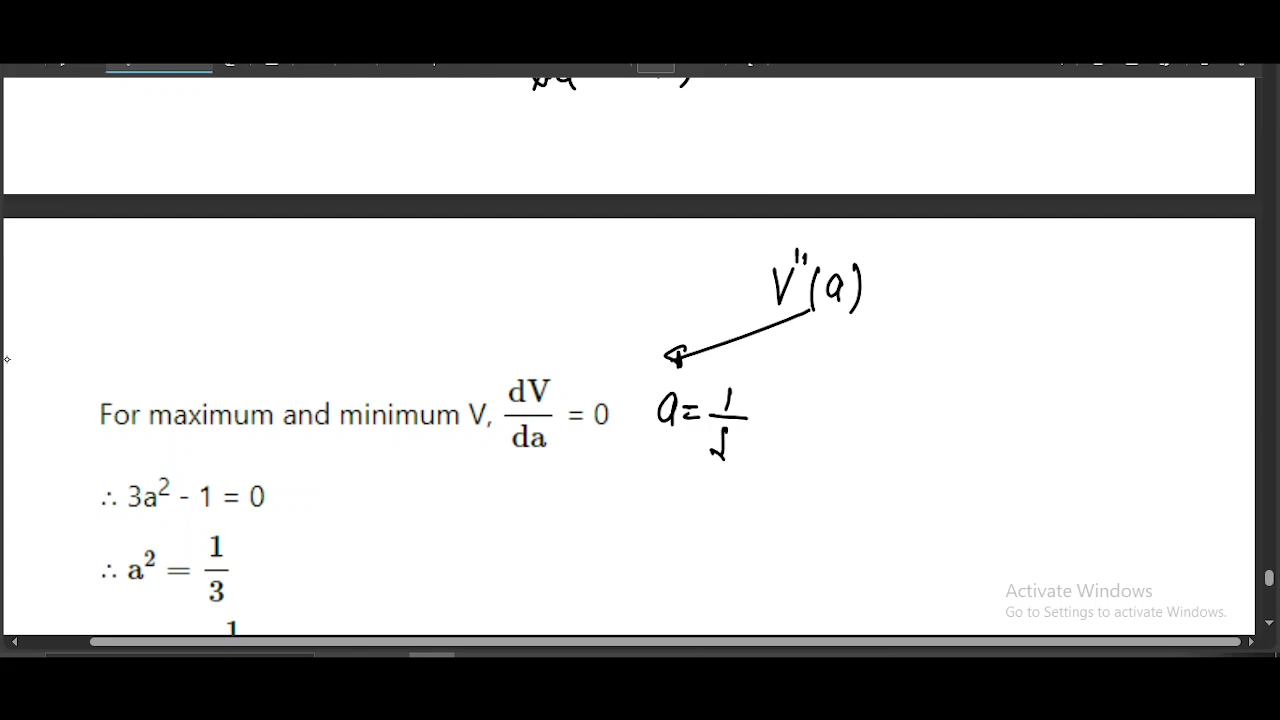 V''(a)
For maximum and minimum V, dV/da = 0 a = 1/√
∴ 3a² - 1 = 0
∴ a² = 1/3
1
Activate Windows
Go to Settings to activate Windows.